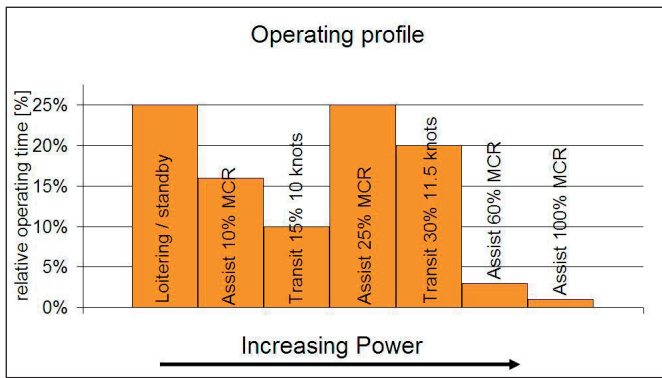 Operating profile
relative operating time [%]
25%
20%
15%
10%
5%
0%
Loitering / standby
Assist 10% MCR
Transit 15% 10 knots
Assist 25% MCR
Transit 30% 11.5 knots
Assist 60% MCR
Assist 100% MCR
Increasing Power